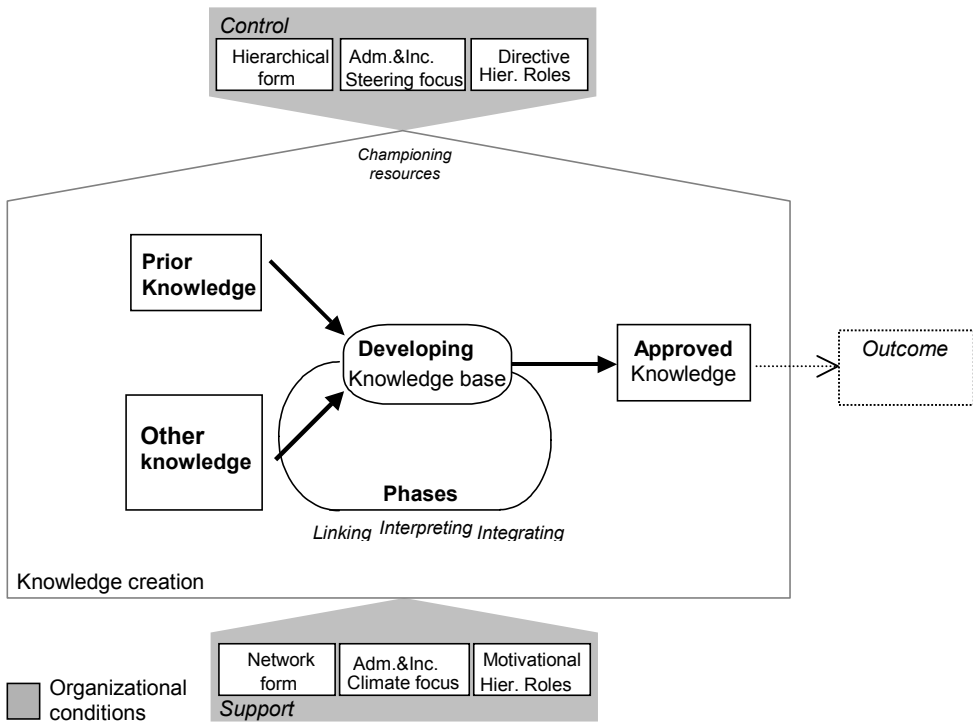 Control
Hierarchical
form
Adm.&Inc.
Steering focus
Directive
Hier. Roles
Championing
resources
Prior
Knowledge
Developing
Knowledge base
Approved
Knowledge
Outcome
Other
knowledge
Phases
Linking Interpreting Integrating
Knowledge creation
Network
form
Adm.&Inc.
Climate focus
Motivational
Hier. Roles
Support
Organizational
conditions